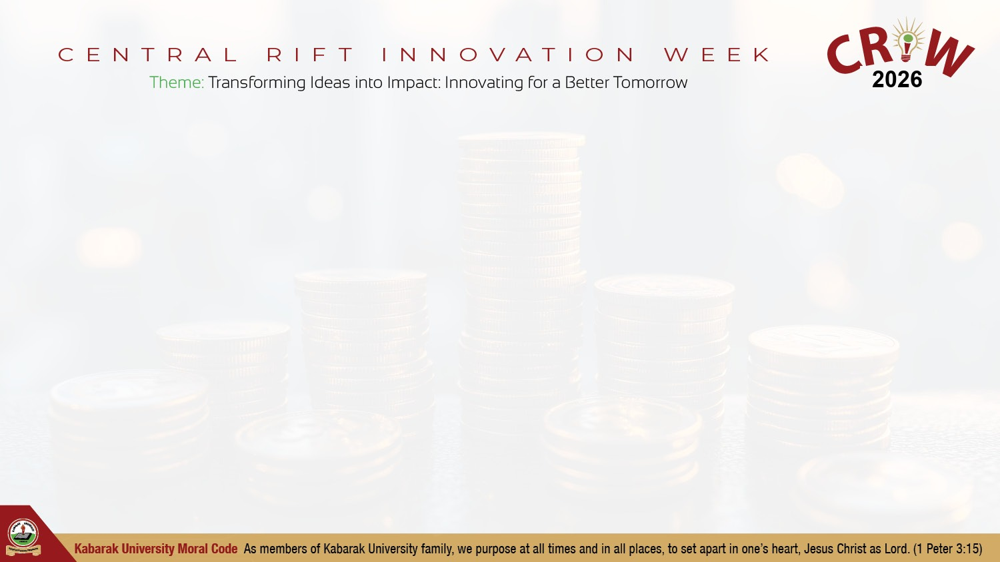 CENTRAL RIFT INNOVATION WEEK
Theme: Transforming Ideas into Impact: Innovating for a Better Tomorrow
CRIW
2026
Kabarak University Moral Code As members of Kabarak University family, we purpose at all times and in all places, to set apart in one's heart, Jesus Christ as Lord. (1 Peter 3:15)